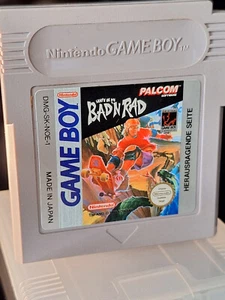 Nintendo GAME BOY™
PALCOM
SKATE OR DIE
BAD'N RAD
GAME BOY
DMG-SK-NOE-1
MADE IN JAPAN
HERAUSRAGENDE SEITE
Nintendo